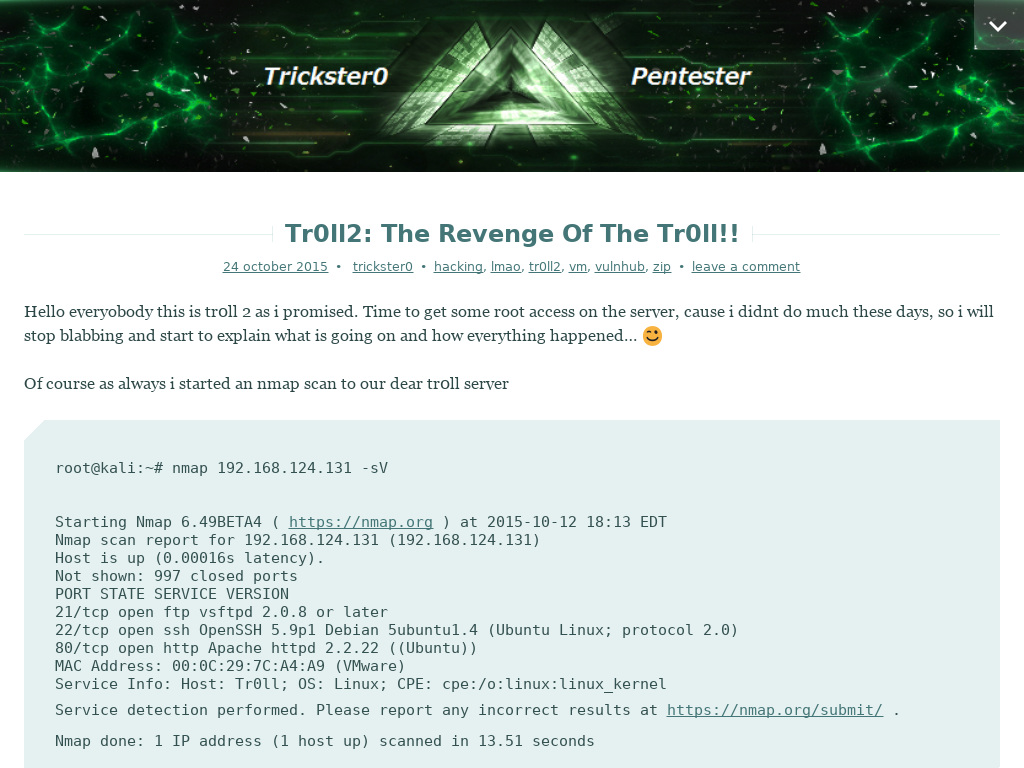 Trickster0 Pentester
Tr0ll2: The Revenge Of The Tr0ll!!
24 october 2015 • trickster0 • hacking, lmao, tr0ll2, vm, vulnhub, zip • leave a comment
Hello everyobody this is tr0ll 2 as i promised. Time to get some root access on the server, cause i didnt do much these days, so i will
stop blabbing and start to explain what is going on and how everything happened... 😉
Of course as always i started an nmap scan to our dear tr0ll server
root@kali:~# nmap 192.168.124.131 -sV
Starting Nmap 6.49BETA4 ( https://nmap.org ) at 2015-10-12 18:13 EDT
Nmap scan report for 192.168.124.131 (192.168.124.131)
Host is up (0.00016s latency).
Not shown: 997 closed ports
PORT STATE SERVICE VERSION
21/tcp open ftp vsftpd 2.0.8 or later
22/tcp open ssh OpenSSH 5.9p1 Debian 5ubuntu1.4 (Ubuntu Linux; protocol 2.0)
80/tcp open http Apache httpd 2.2.22 ((Ubuntu))
MAC Address: 00:0C:29:7C:A4:A9 (VMware)
Service Info: Host: Tr0ll; OS: Linux; CPE: cpe:/o:linux:linux_kernel
Service detection performed. Please report any incorrect results at https://nmap.org/submit/ .
Nmap done: 1 IP address (1 host up) scanned in 13.51 seconds